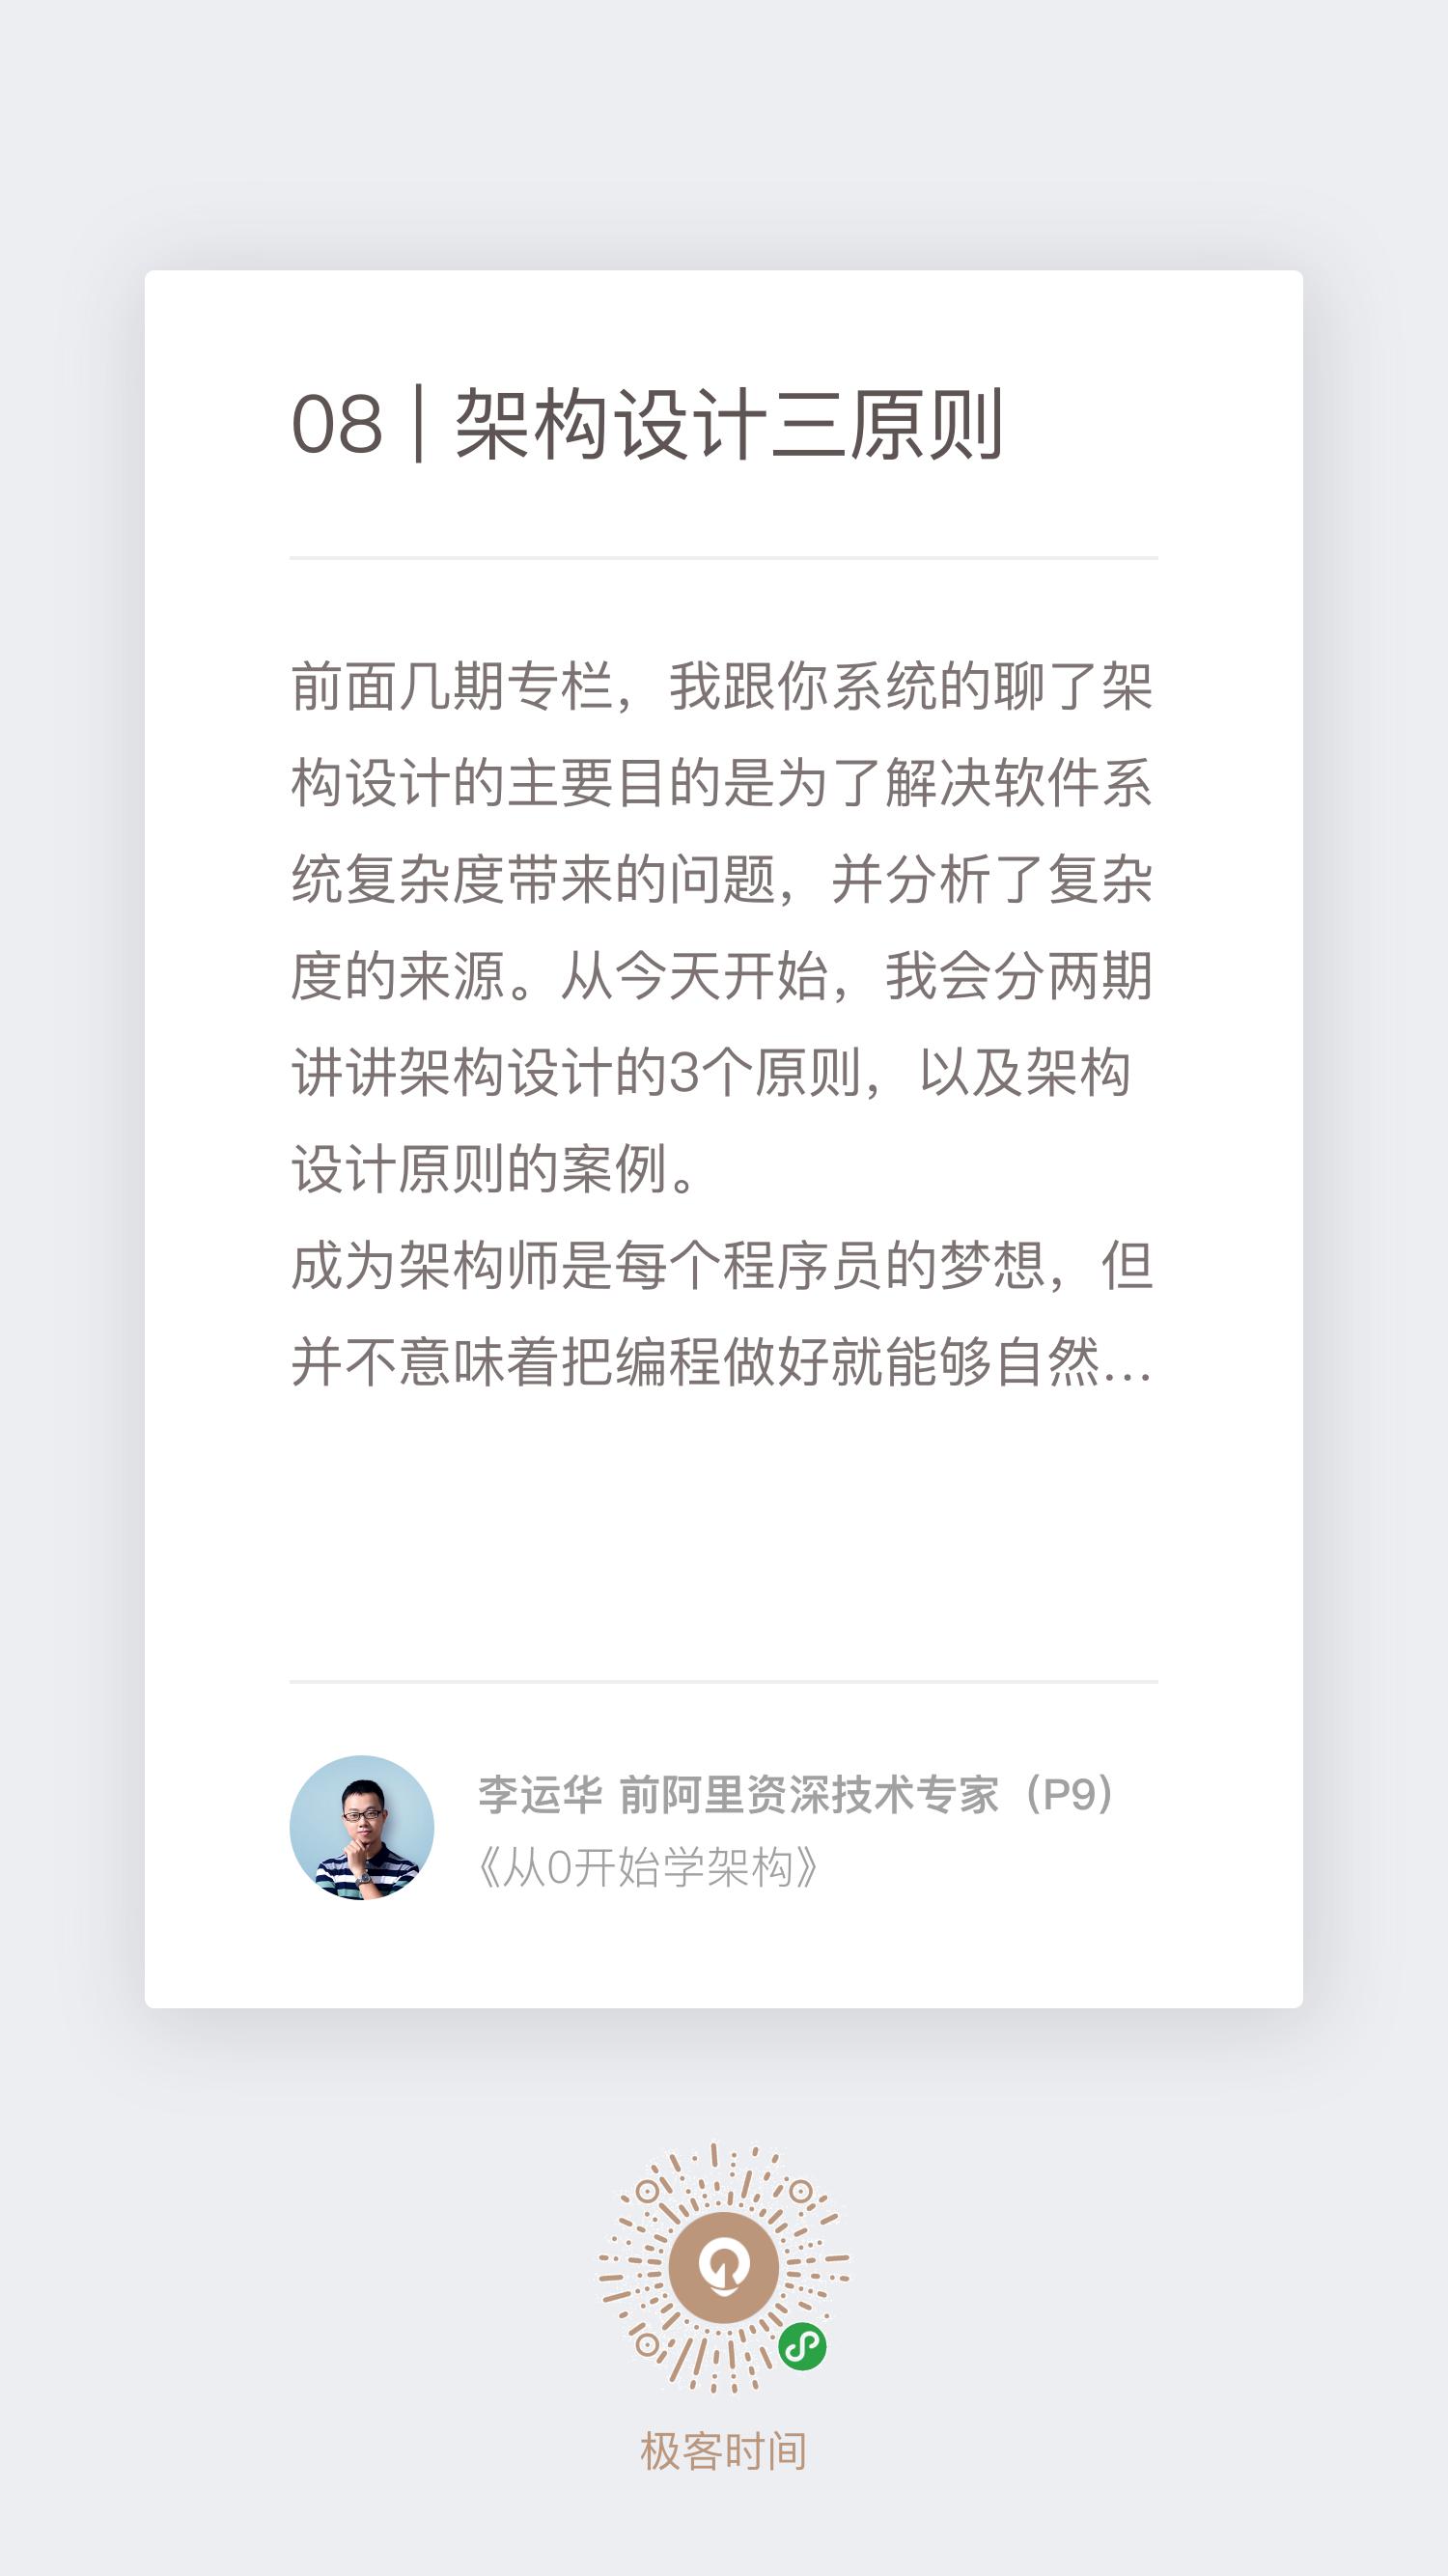 08 | 架构设计三原则
前面几期专栏，我跟你系统的聊了架
构设计的主要目的是为了解决软件系
统复杂度带来的问题，并分析了复杂
度的来源。从今天开始，我会分两期
讲讲架构设计的3个原则，以及架构
设计原则的案例。
成为架构师是每个程序员的梦想，但
并不意味着把编程做好就能够自然...
李运华 前阿里资深技术专家（P9）
《从0开始学架构》
极客时间